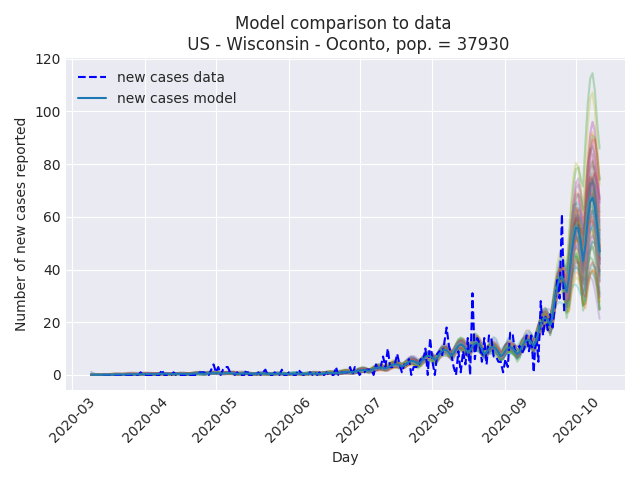 Model comparison to data
US - Wisconsin - Oconto, pop. = 37930
120
100
80
60
40
20
0
Number of new cases reported
new cases data
new cases model
2020-03
2020-04
2020-05
2020-06
2020-07
2020-08
2020-09
2020-10
Day